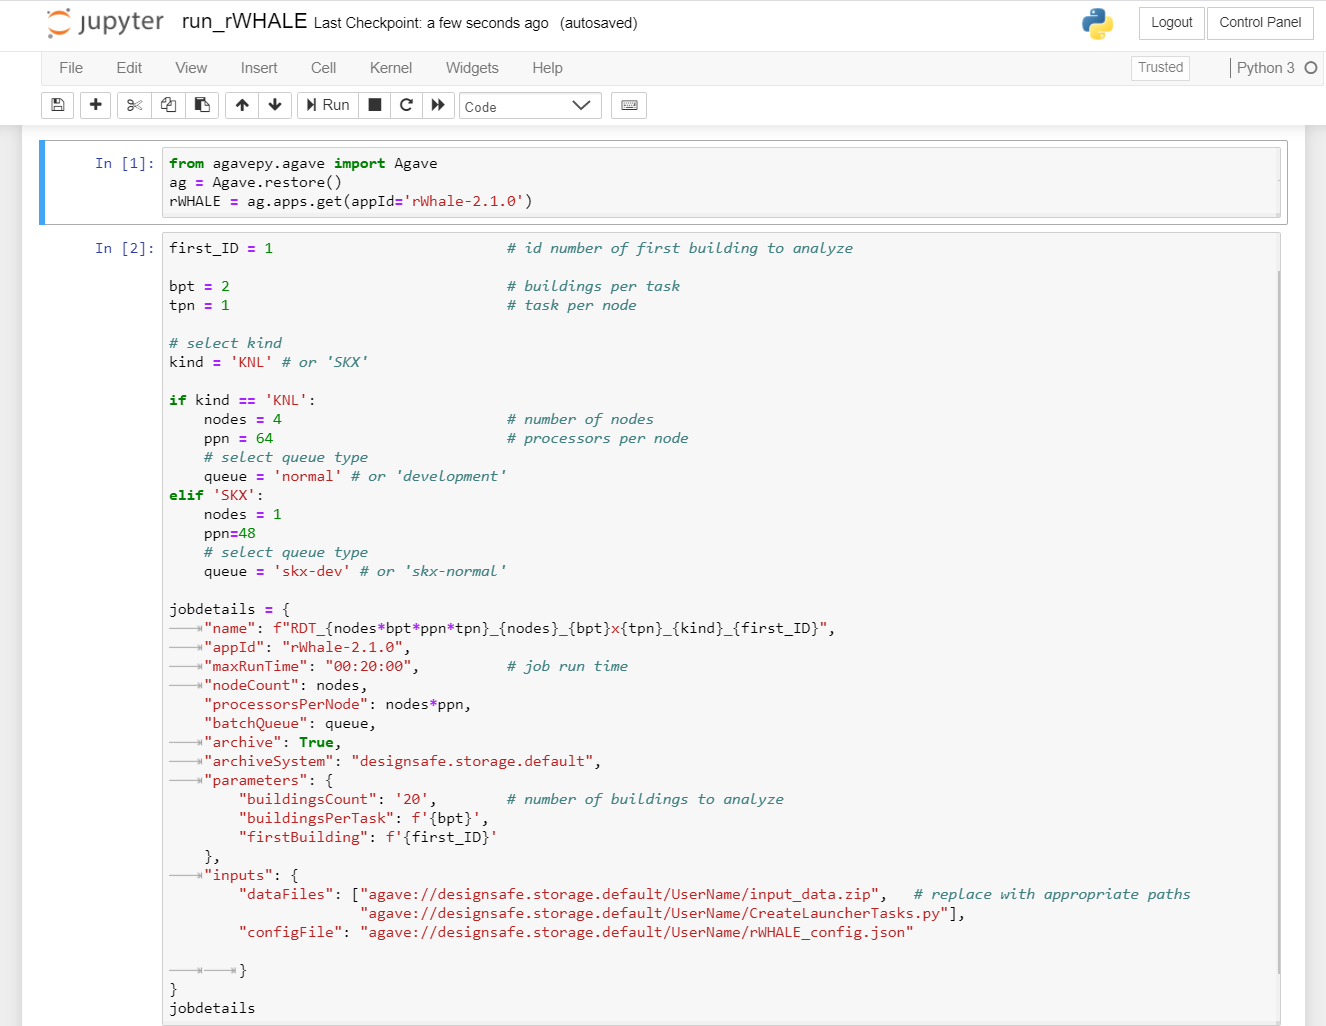 jupyter run_rWHALE Last Checkpoint: a few seconds ago (autosaved) Logout Control Panel
File Edit View Insert Cell Kernel Widgets Help Trusted Python 3
Run Code
In [1]: from agavepy.agave import Agave
ag = Agave.restore()
rWHALE = ag.apps.get(appId='rWhale-2.1.0')
In [2]: first_ID = 1 # id number of first building to analyze
bpt = 2 # buildings per task
tpn = 1 # task per node
# select kind
kind = 'KNL' # or 'SKX'
if kind == 'KNL':
    nodes = 4 # number of nodes
    ppn = 64 # processors per node
    # select queue type
    queue = 'normal' # or 'development'
elif 'SKX':
    nodes = 1
    ppn=48
    # select queue type
    queue = 'skx-dev' # or 'skx-normal'
jobdetails = {
    "name": f"RDT_{nodes*bpt*ppn*tpn}_{nodes}_{bpt}x{tpn}_{kind}_{first_ID}",
    "appId": "rWhale-2.1.0",
    "maxRunTime": "00:20:00", # job run time
    "nodeCount": nodes,
    "processorsPerNode": nodes*ppn,
    "batchQueue": queue,
    "archive": True,
    "archiveSystem": "designsafe.storage.default",
    "parameters": {
        "buildingsCount": '20', # number of buildings to analyze
        "buildingsPerTask": f'{bpt}',
        "firstBuilding": f'{first_ID}'
    },
    "inputs": {
        "dataFiles": ["agave://designsafe.storage.default/UserName/input_data.zip", # replace with appropriate paths
                      "agave://designsafe.storage.default/UserName/CreateLauncherTasks.py"],
        "configFile": "agave://designsafe.storage.default/UserName/rWHALE_config.json"
        }
}
jobdetails